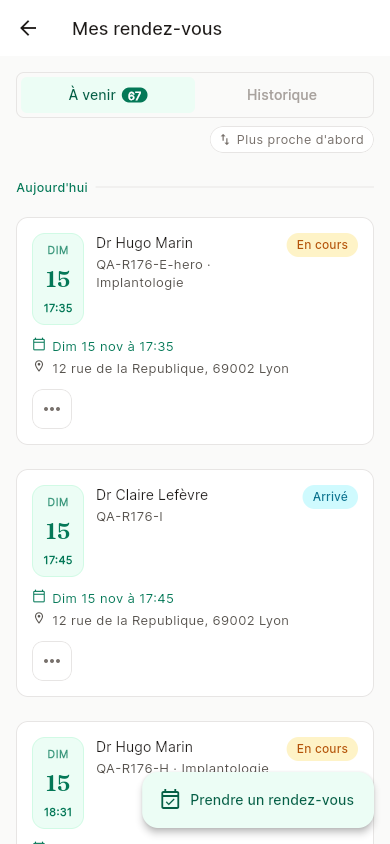 Mes rendez-vous
À venir 67
Historique
Plus proche d'abord
Aujourd'hui
DIM
15
17:35
Dr Hugo Marin
QA-R176-E-hero ·
Implantologie
En cours
Dim 15 nov à 17:35
12 rue de la Republique, 69002 Lyon
DIM
15
17:45
Dr Claire Lefèvre
QA-R176-I
Arrivé
Dim 15 nov à 17:45
12 rue de la Republique, 69002 Lyon
DIM
15
18:31
Dr Hugo Marin
QA-R176-H · Implantologie
En cours
Prendre un rendez-vous